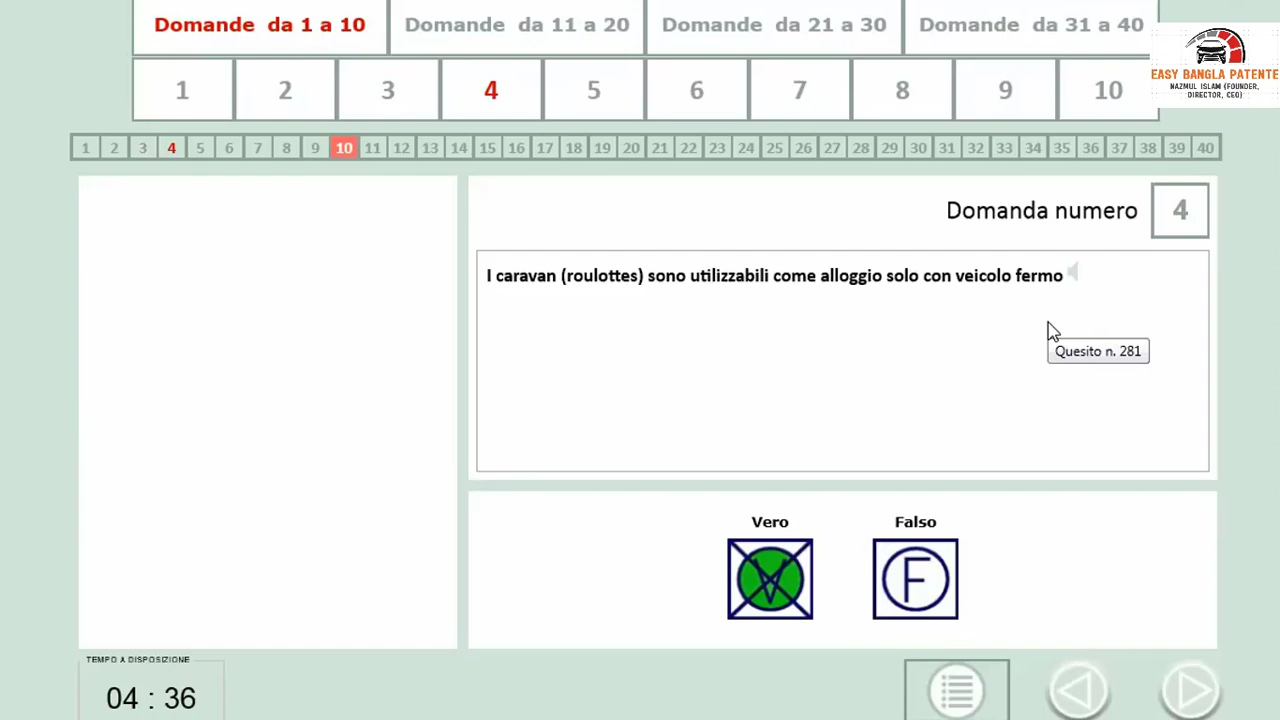 Domande da 1 a 10
Domande da 11 a 20
Domande da 21 a 30
Domande da 31 a 40
EASY BANGLA PATENTE
NAZMUL ISLAM (FOUNDER,
DIRECTOR, CEO)
1 2 3 4 5 6 7 8 9 10
1 2 3 4 5 6 7 8 9 10 11 12 13 14 15 16 17 18 19 20 21 22 23 24 25 26 27 28 29 30 31 32 33 34 35 36 37 38 39 40
Domanda numero 4
I caravan (roulottes) sono utilizzabili come alloggio solo con veicolo fermo
Quesito n. 281
Vero Falso
V F
TEMPO A DISPOSIZIONE
04 : 36